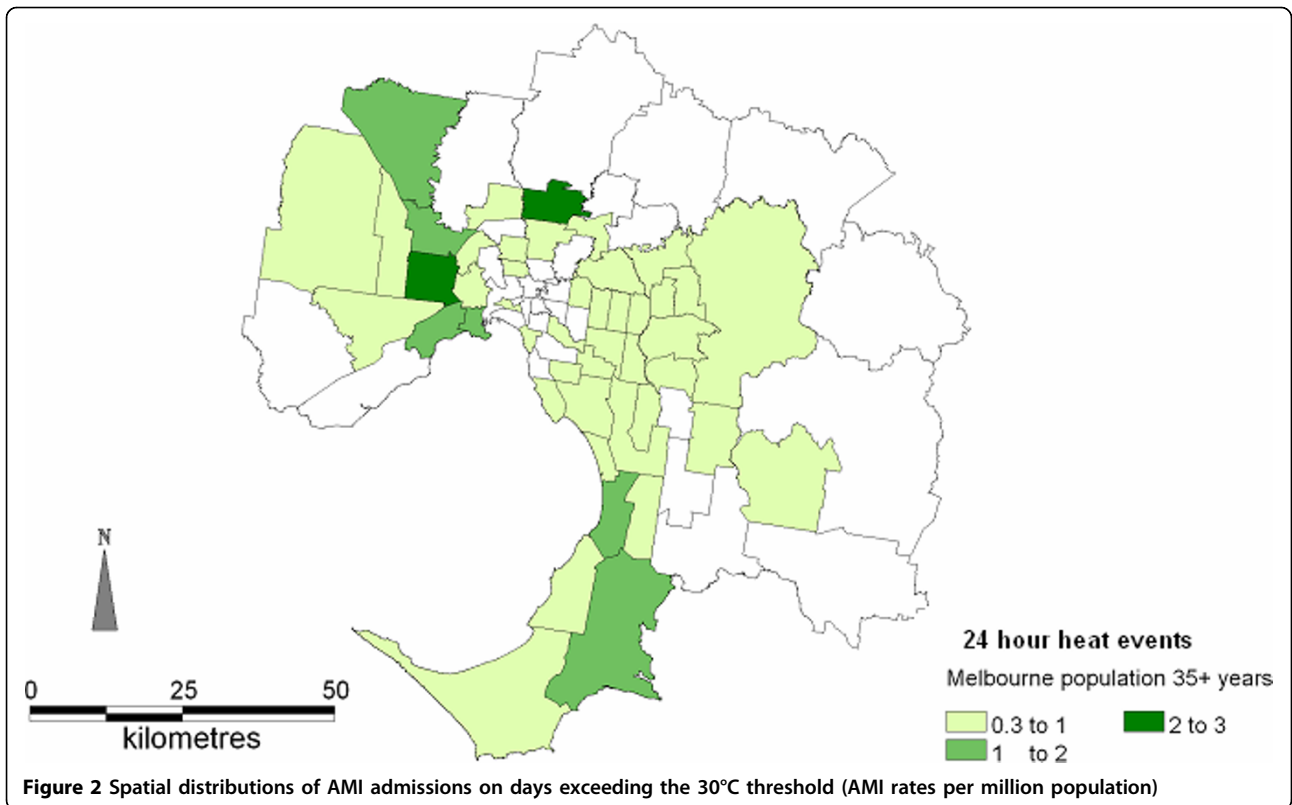 N
0 25 50
kilometres
24 hour heat events
Melbourne population 35+ years
0.3 to 1 2 to 3
1 to 2
Figure 2 Spatial distributions of AMI admissions on days exceeding the 30°C threshold (AMI rates per million population)